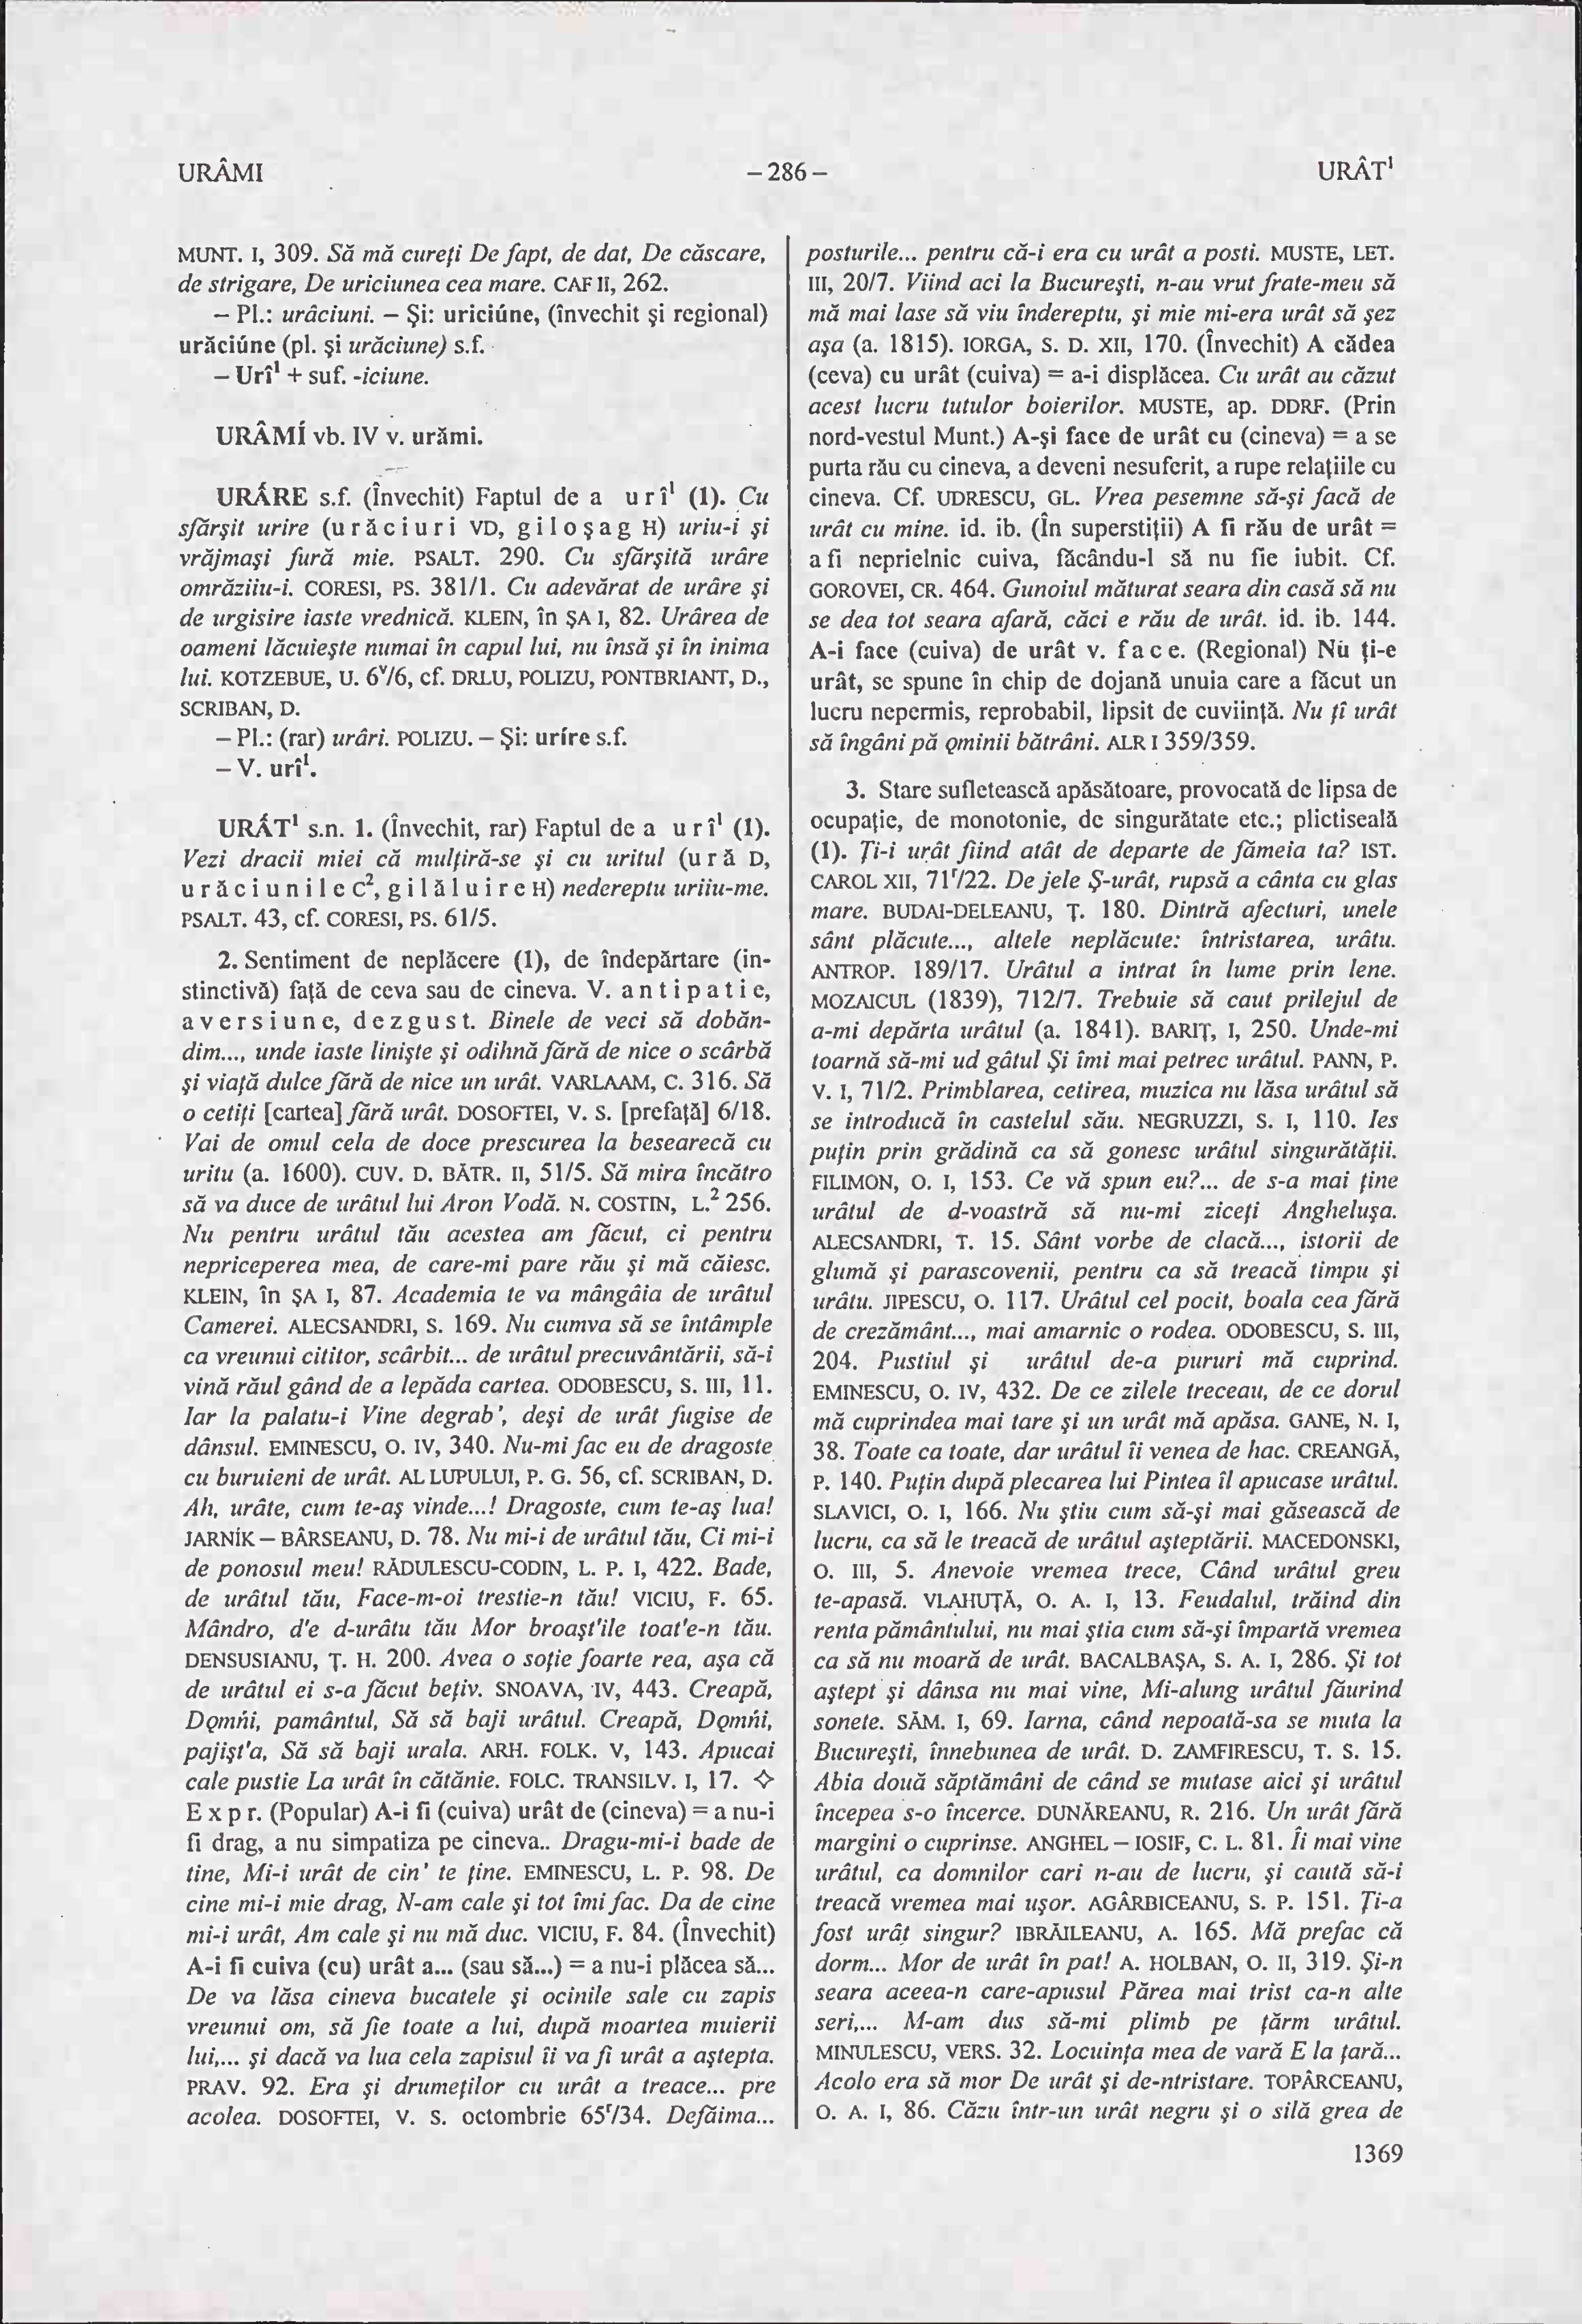 URÂMI
– 286 –
URÂT¹
MUNT. I, 309. Să mă cureţi De fapt, de dat, De căscare,
de strigare, De uriciunea cea mare. CAF II, 262.
– Pl.: urâciuni. – Şi: uriciúne, (învechit şi regional)
urăciúne (pl. şi urăciune) s.f.
– Urî¹ + suf. -iciune.
URÂMÍ vb. IV v. urămi.
URẤRE s.f. (Învechit) Faptul de a urî¹ (1). Cu
sfârşit urire (urăciuri VD, giloşag H) uriu-i şi
vrăjmaşi fură mie. PSALT. 290. Cu sfârşită urâre
omrăziiu-i. CORESI, PS. 381/1. Cu adevărat de urâre şi
de urgisire iaste vrednică. KLEIN, în ŞA I, 82. Urârea de
oameni lăcuieşte numai în capul lui, nu însă şi în inima
lui. KOTZEBUE, U. 6ᵛ/6, cf. DRLU, POLIZU, PONTBRIANT, D.,
SCRIBAN, D.
– Pl.: (rar) urâri. POLIZU. – Şi: uríre s.f.
– V. urî¹.
URẤT¹ s.n. 1. (Învechit, rar) Faptul de a urî¹ (1).
Vezi dracii miei că mulţiră-se şi cu uritul (ură D,
urăciunile C², gilăluire H) nedereptu uriiu-me.
PSALT. 43, cf. CORESI, PS. 61/5.
2. Sentiment de neplăcere (1), de îndepărtare (in-
stinctivă) faţă de ceva sau de cineva. V. antipatie,
aversiune, dezgust. Binele de veci să dobăn-
dim..., unde iaste linişte şi odihnă fără de nice o scârbă
şi viaţă dulce fără de nice un urât. VARLAAM, C. 316. Să
o cetiţi [cartea] fără urât. DOSOFTEI, V. S. [prefaţă] 6/18.
Vai de omul cela de doce prescurea la besearecă cu
uritu (a. 1600). CUV. D. BĂTR. II, 51/5. Să mira încătro
să va duce de urâtul lui Aron Vodă. N. COSTIN, L.² 256.
Nu pentru urâtul tău acestea am făcut, ci pentru
nepriceperea mea, de care-mi pare rău şi mă căiesc.
KLEIN, în ŞA I, 87. Academia te va mângâia de urâtul
Camerei. ALECSANDRI, S. 169. Nu cumva să se întâmple
ca vreunui cititor, scârbit... de urâtul precuvântării, să-i
vină răul gând de a lepăda cartea. ODOBESCU, S. III, 11.
Iar la palatu-i Vine degrab', deşi de urât fugise de
dânsul. EMINESCU, O. IV, 340. Nu-mi fac eu de dragoste
cu buruieni de urât. AL LUPULUI, P. G. 56, cf. SCRIBAN, D.
Ah, urâte, cum te-aş vinde...! Dragoste, cum te-aş lua!
JARNÍK – BÂRSEANU, D. 78. Nu mi-i de urâtul tău, Ci mi-i
de ponosul meu! RĂDULESCU-CODIN, L. P. I, 422. Bade,
de urâtul tău, Face-m-oi trestie-n tău! VICIU, F. 65.
Mândro, d'e d-urâtu tău Mor broaşt'ile toat'e-n tău.
DENSUSIANU, Ţ. H. 200. Avea o soţie foarte rea, aşa că
de urâtul ei s-a făcut beţiv. SNOAVA, IV, 443. Creapă,
Dǫmńi, pamântul, Să să baji urâtul. Creapă, Dǫmńi,
pajişt'a, Să să baji urala. ARH. FOLK. V, 143. Apucai
cale pustie La urât în cătănie. FOLC. TRANSILV. I, 17. ✧
Expr. (Popular) A-i fi (cuiva) urât de (cineva) = a nu-i
fi drag, a nu simpatiza pe cineva.. Dragu-mi-i bade de
tine, Mi-i urât de cin' te ţine. EMINESCU, L. P. 98. De
cine mi-i mie drag, N-am cale şi tot îmi fac. Da de cine
mi-i urât, Am cale şi nu mă duc. VICIU, F. 84. (Învechit)
A-i fi cuiva (cu) urât a... (sau să...) = a nu-i plăcea să...
De va lăsa cineva bucatele şi ocinile sale cu zapis
vreunui om, să fie toate a lui, după moartea muierii
lui,... şi dacă va lua cela zapisul îi va fi urât a aştepta.
PRAV. 92. Era şi drumeţilor cu urât a treace... pre
acolea. DOSOFTEI, V. S. octombrie 65ʳ/34. Defăima...
posturile... pentru că-i era cu urât a posti. MUSTE, LET.
III, 20/7. Viind aci la Bucureşti, n-au vrut frate-meu să
mă mai lase să viu îndereptu, şi mie mi-era urât să şez
aşa (a. 1815). IORGA, S. D. XII, 170. (Învechit) A cădea
(ceva) cu urât (cuiva) = a-i displăcea. Cu urât au căzut
acest lucru tutulor boierilor. MUSTE, ap. DDRF. (Prin
nord-vestul Munt.) A-şi face de urât cu (cineva) = a se
purta rău cu cineva, a deveni nesuferit, a rupe relaţiile cu
cineva. Cf. UDRESCU, GL. Vrea pesemne să-şi facă de
urât cu mine. id. ib. (În superstiţii) A fi rău de urât =
a fi neprielnic cuiva, făcându-l să nu fie iubit. Cf.
GOROVEI, CR. 464. Gunoiul măturat seara din casă să nu
se dea tot seara afară, căci e rău de urât. id. ib. 144.
A-i face (cuiva) de urât v. face. (Regional) Nu ţi-e
urât, se spune în chip de dojană unuia care a făcut un
lucru nepermis, reprobabil, lipsit de cuviinţă. Nu ţî urât
să îngâni pă ǫminii bătrâni. ALR I 359/359.
3. Stare sufletească apăsătoare, provocată de lipsa de
ocupaţie, de monotonie, de singurătate etc.; plictiseală
(1). Ţi-i urât fiind atât de departe de fămeia ta? IST.
CAROL XII, 71ʳ/22. De jele Ş-urât, rupsă a cânta cu glas
mare. BUDAI-DELEANU, Ţ. 180. Dintră afecturi, unele
sânt plăcute..., altele neplăcute: întristarea, urâtu.
ANTROP. 189/17. Urâtul a intrat în lume prin lene.
MOZAICUL (1839), 712/7. Trebuie să caut prilejul de
a-mi depărta urâtul (a. 1841). BARIŢ, I, 250. Unde-mi
toarnă să-mi ud gâtul Şi îmi mai petrec urâtul. PANN, P.
V. I, 71/2. Primblarea, cetirea, muzica nu lăsa urâtul să
se introducă în castelul său. NEGRUZZI, S. I, 110. Ies
puţin prin grădină ca să gonesc urâtul singurătăţii.
FILIMON, O. I, 153. Ce vă spun eu?... de s-a mai ţine
urâtul de d-voastră să nu-mi ziceţi Angheluşa.
ALECSANDRI, T. 15. Sânt vorbe de clacă..., istorii de
glumă şi parascovenii, pentru ca să treacă timpu şi
urâtu. JIPESCU, O. 117. Urâtul cel pocit, boala cea fără
de crezământ..., mai amarnic o rodea. ODOBESCU, S. III,
204. Pustiul şi urâtul de-a pururi mă cuprind.
EMINESCU, O. IV, 432. De ce zilele treceau, de ce dorul
mă cuprindea mai tare şi un urât mă apăsa. GANE, N. I,
38. Toate ca toate, dar urâtul îi venea de hac. CREANGĂ,
P. 140. Puţin după plecarea lui Pintea îl apucase urâtul.
SLAVICI, O. I, 166. Nu ştiu cum să-şi mai găsească de
lucru, ca să le treacă de urâtul aşteptării. MACEDONSKI,
O. III, 5. Anevoie vremea trece, Când urâtul greu
te-apasă. VLAHUŢĂ, O. A. I, 13. Feudalul, trăind din
renta pământului, nu mai ştia cum să-şi împartă vremea
ca să nu moară de urât. BACALBAŞA, S. A. I, 286. Şi tot
aştept şi dânsa nu mai vine, Mi-alung urâtul făurind
sonete. SĂM. I, 69. Iarna, când nepoată-sa se muta la
Bucureşti, înnebunea de urât. D. ZAMFIRESCU, T. S. 15.
Abia două săptămâni de când se mutase aici şi urâtul
începea s-o încerce. DUNĂREANU, R. 216. Un urât fără
margini o cuprinse. ANGHEL – IOSIF, C. L. 81. Îi mai vine
urâtul, ca domnilor cari n-au de lucru, şi caută să-i
treacă vremea mai uşor. AGÂRBICEANU, S. P. 151. Ţi-a
fost urât singur? IBRĂILEANU, A. 165. Mă prefac că
dorm... Mor de urât în pat! A. HOLBAN, O. II, 319. Şi-n
seara aceea-n care-apusul Părea mai trist ca-n alte
seri,... M-am dus să-mi plimb pe ţărm urâtul.
MINULESCU, VERS. 32. Locuinţa mea de vară E la ţară...
Acolo era să mor De urât şi de-ntristare. TOPÂRCEANU,
O. A. I, 86. Căzu într-un urât negru şi o silă grea de
1369